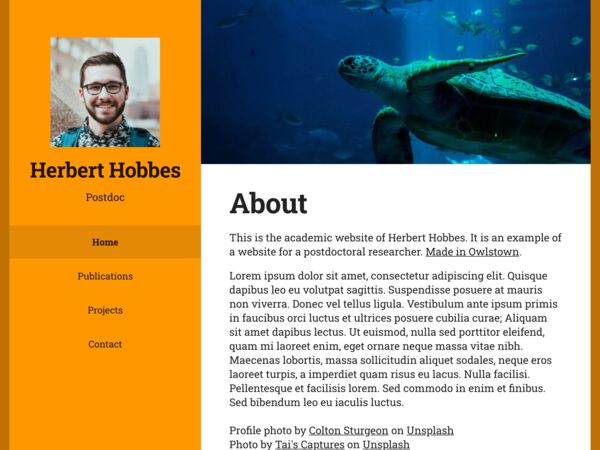 Herbert Hobbes
Postdoc
Home
Publications
Projects
Contact
About
This is the academic website of Herbert Hobbes. It is an example of
a website for a postdoctoral researcher. Made in Owlstown.
Lorem ipsum dolor sit amet, consectetur adipiscing elit. Quisque
dapibus leo eu volutpat sagittis. Suspendisse posuere at mauris
non viverra. Donec vel tellus ligula. Vestibulum ante ipsum primis
in faucibus orci luctus et ultrices posuere cubilia curae; Aliquam
sit amet dapibus lectus. Ut euismod, nulla sed porttitor eleifend,
quam mi laoreet enim, eget ornare neque massa vitae nibh.
Maecenas lobortis, massa sollicitudin aliquet sodales, neque eros
laoreet turpis, a imperdiet quam risus eu lacus. Nulla facilisi.
Pellentesque et facilisis lorem. Sed commodo in enim et finibus.
Sed bibendum leo eu iaculis luctus.
Profile photo by Colton Sturgeon on Unsplash
Photo by Tai's Captures on Unsplash